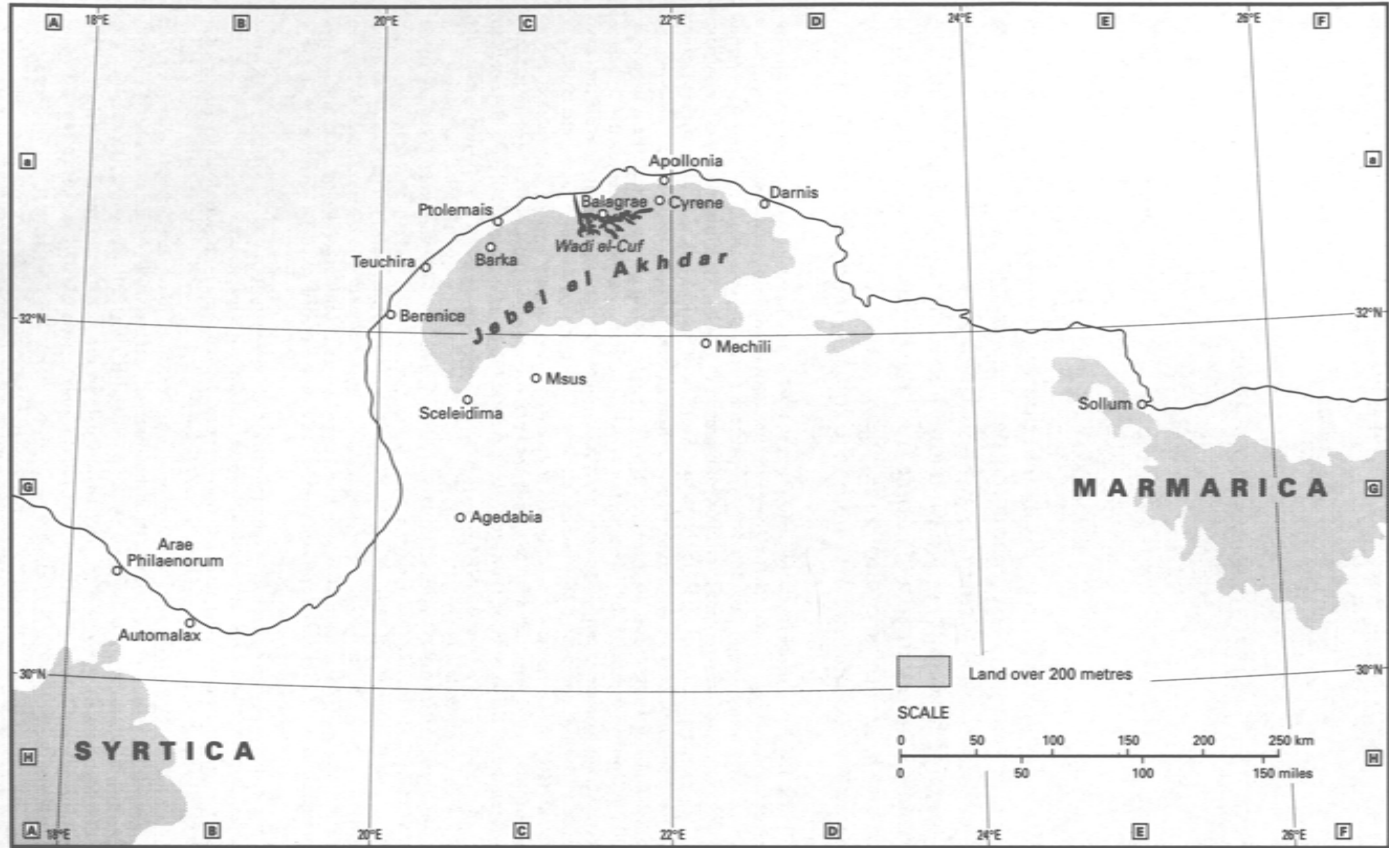 A
18°E
B
20°E
C
22°E
D
24°E
E
26°E
F
a
a
Apollonia
Darnis
Balagrae
Cyrene
Ptolemais
Wadi el-Cuf
Barka
Teuchira
Jebel el Akhdar
Berenice
32°N
32°N
Mechili
Msus
Sceleidima
Sollum
G
MARMARICA
G
Agedabia
Arae
Philaenorum
Automalax
30°N
30°N
Land over 200 metres
SCALE
0 50 100 150 200 250 km
0 50 100 150 miles
SYRTICA
H
H
A
18°E
B
20°E
C
22°E
D
24°E
E
26°E
F